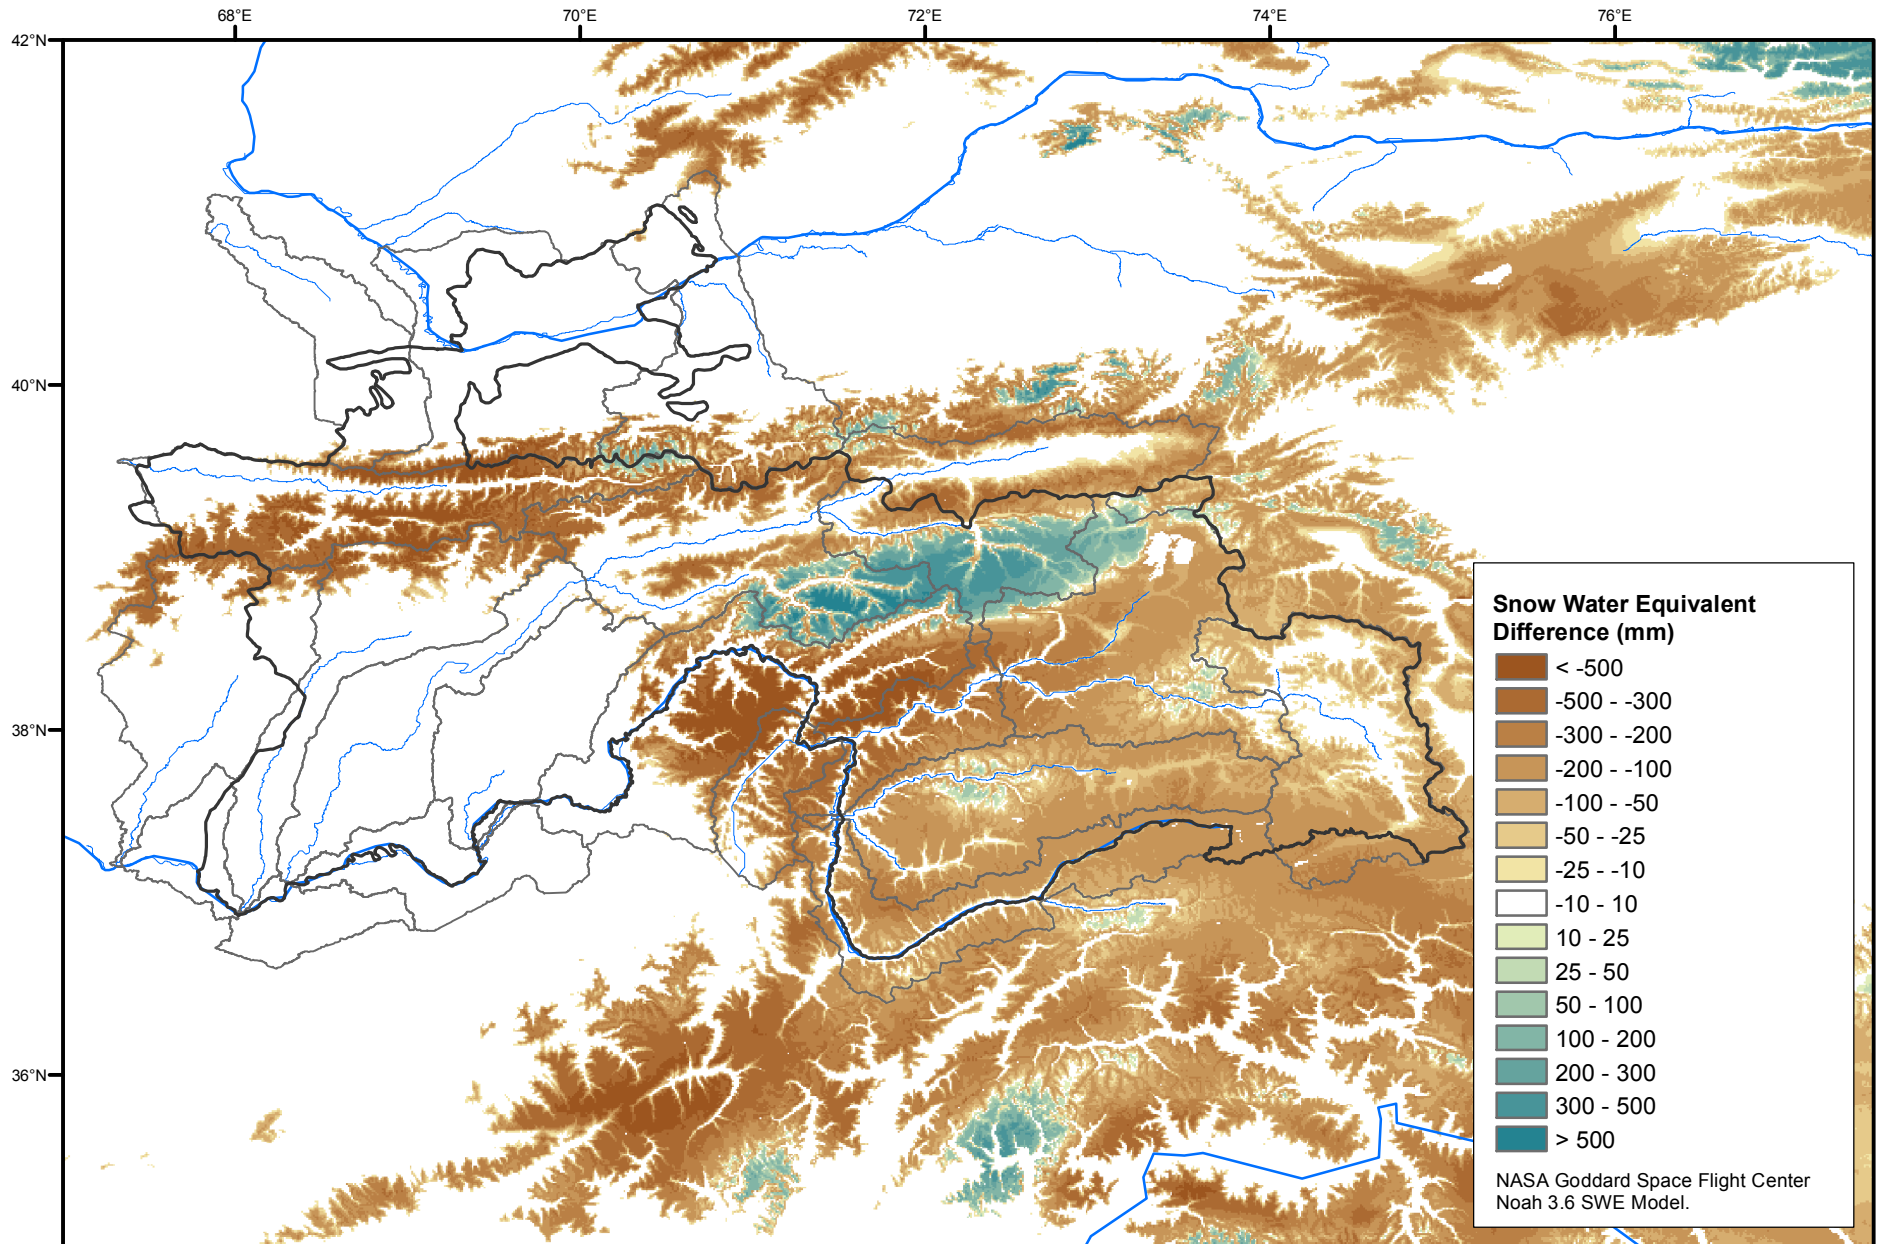 68°E 70°E 72°E 74°E 76°E
42°N
40°N
38°N
36°N
Snow Water Equivalent
Difference (mm)
< -500
-500 - -300
-300 - -200
-200 - -100
-100 - -50
-50 - -25
-25 - -10
-10 - 10
10 - 25
25 - 50
50 - 100
100 - 200
200 - 300
300 - 500
> 500
NASA Goddard Space Flight Center
Noah 3.6 SWE Model.